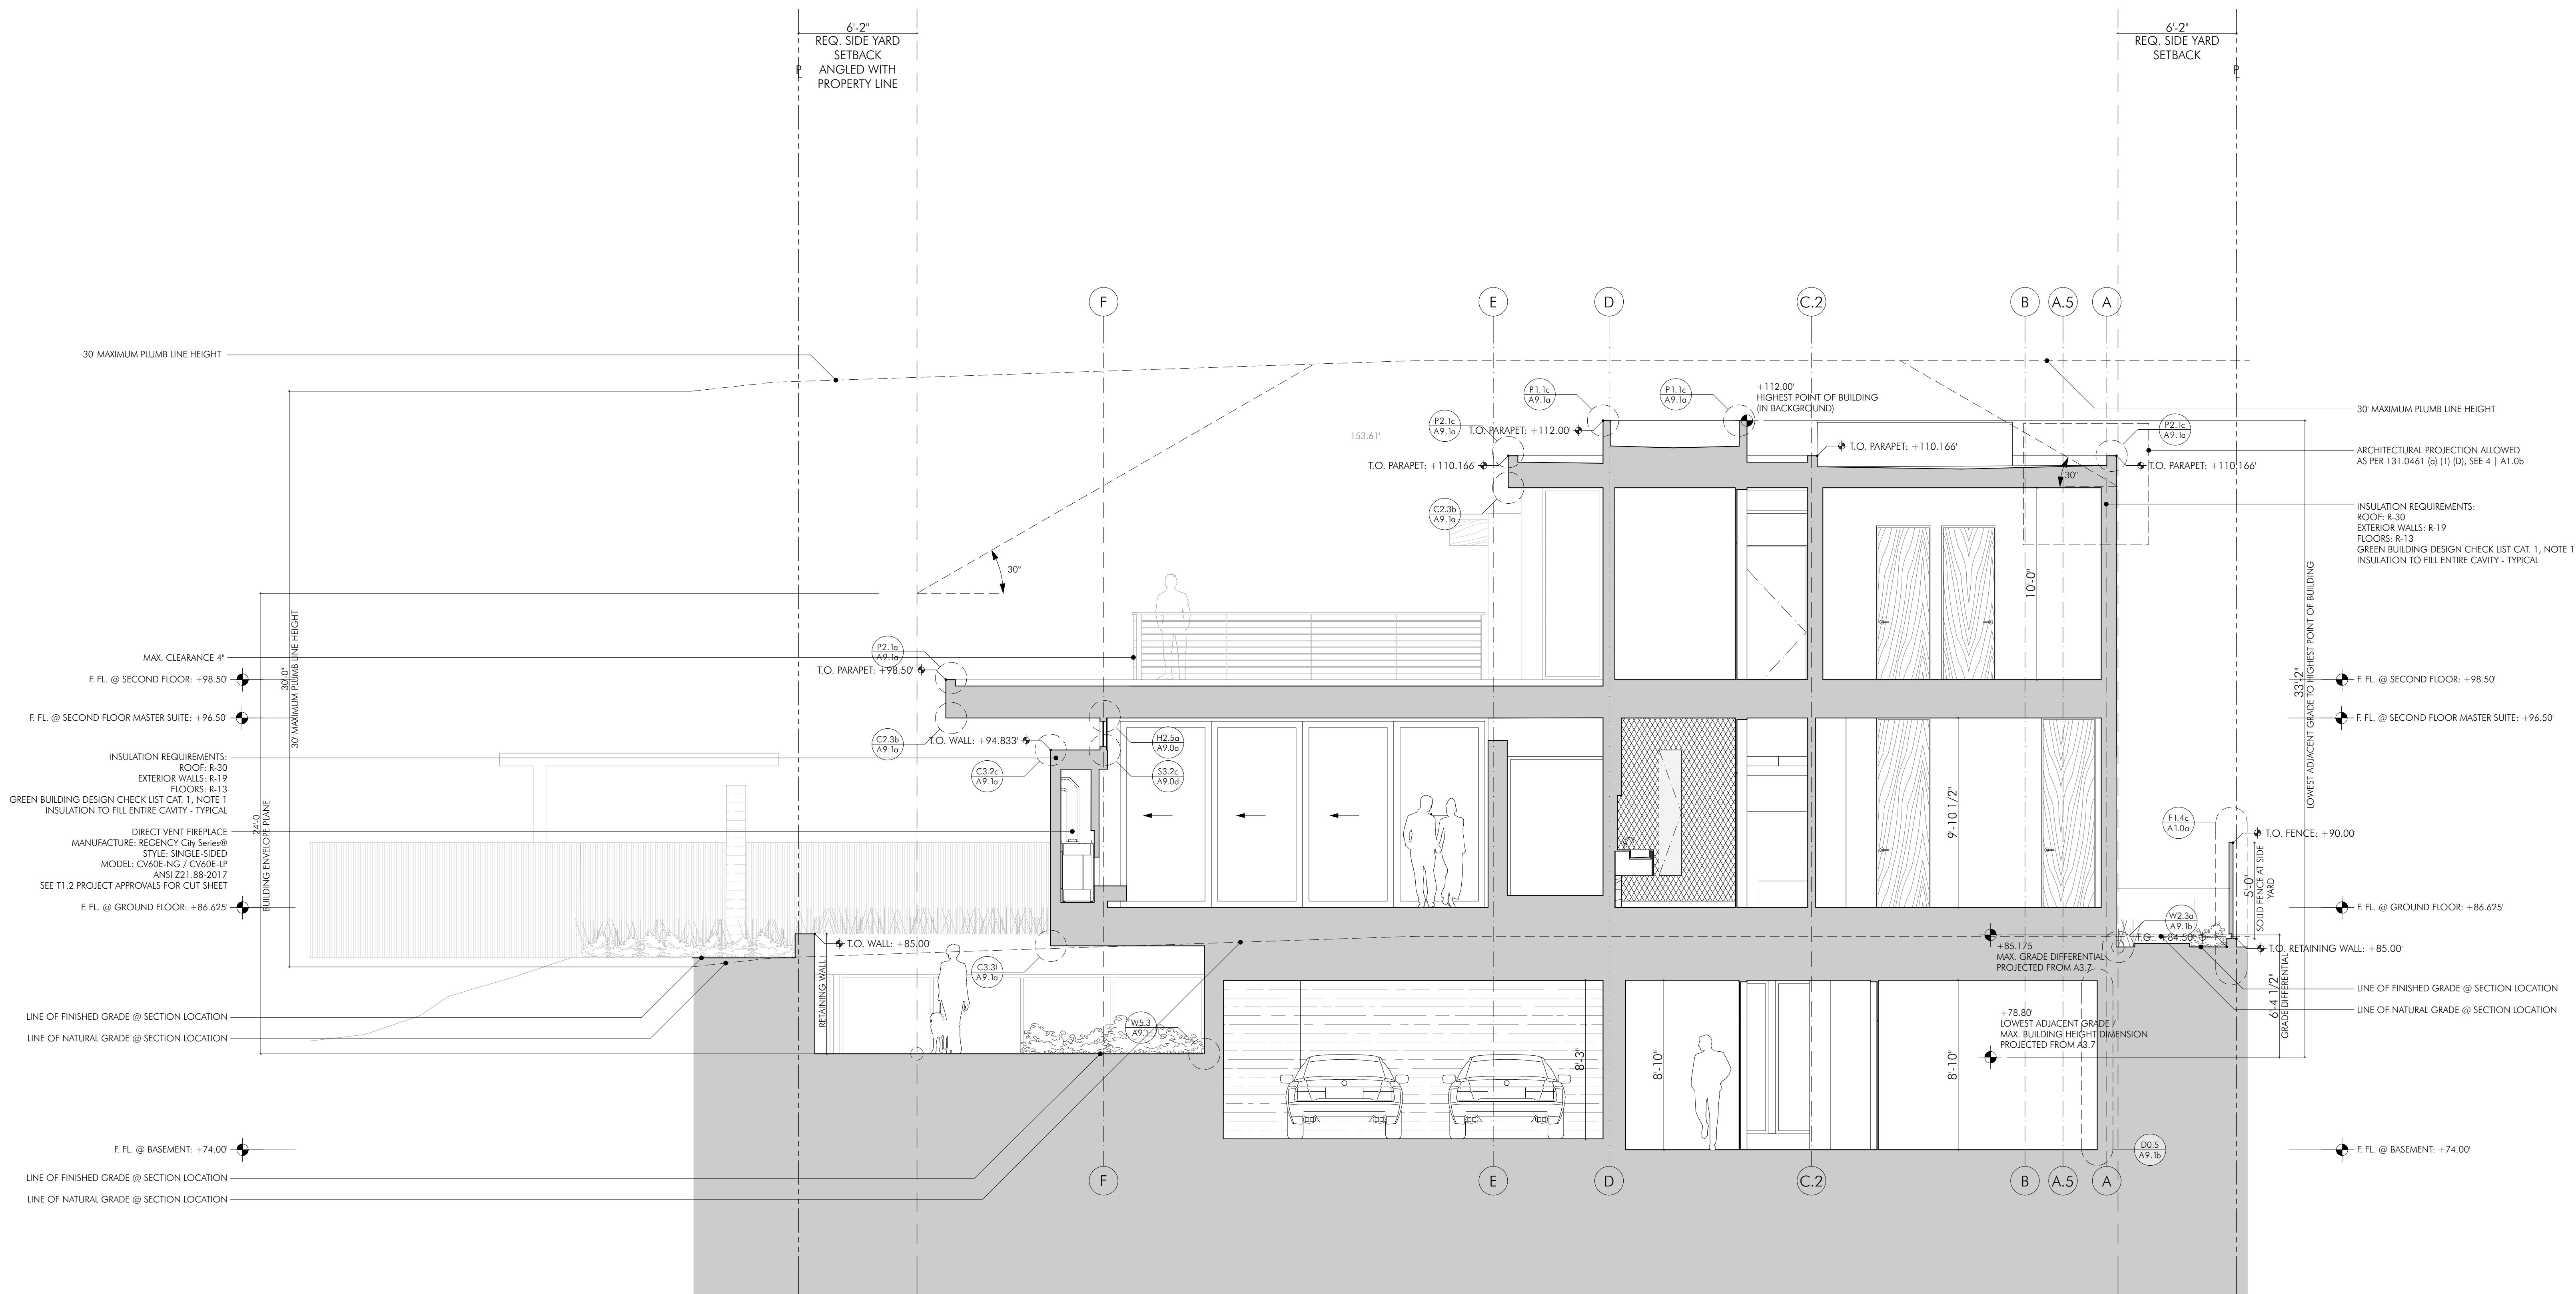 6'-2"
REQ. SIDE YARD
SETBACK
ANGLED WITH
PROPERTY LINE
PL
6'-2"
REQ. SIDE YARD
SETBACK
PL
F
E
D
C.2
B
A.5
A
30' MAXIMUM PLUMB LINE HEIGHT
P1.1c
A9.1a
P1.1c
A9.1a
+112.00'
HIGHEST POINT OF BUILDING
(IN BACKGROUND)
30' MAXIMUM PLUMB LINE HEIGHT
P2.1c
A9.1a
T.O. PARAPET: +112.00'
153.61'
P2.1c
A9.1a
T.O. PARAPET: +110.166'
T.O. PARAPET: +110.166'
T.O. PARAPET: +110.166'
30°
ARCHITECTURAL PROJECTION ALLOWED
AS PER 131.0461 (a) (1) (D), SEE 4 | A1.0b
C2.3b
A9.1a
INSULATION REQUIREMENTS:
ROOF: R-30
EXTERIOR WALLS: R-19
FLOORS: R-13
GREEN BUILDING DESIGN CHECK LIST CAT. 1, NOTE 1
INSULATION TO FILL ENTIRE CAVITY - TYPICAL
30°
10'-0"
MAX. CLEARANCE 4"
P2.1a
A9.1a
T.O. PARAPET: +98.50'
F. FL. @ SECOND FLOOR: +98.50'
F. FL. @ SECOND FLOOR MASTER SUITE: +96.50'
30'-0"
30' MAXIMUM PLUMB LINE HEIGHT
F. FL. @ SECOND FLOOR: +98.50'
F. FL. @ SECOND FLOOR MASTER SUITE: +96.50'
33'-2"
LOWEST ADJACENT GRADE TO HIGHEST POINT OF BUILDING
C2.3b
A9.1a
T.O. WALL: +94.833'
H2.5a
A9.0a
C3.2c
A9.1a
S3.2c
A9.0d
INSULATION REQUIREMENTS:
ROOF: R-30
EXTERIOR WALLS: R-19
FLOORS: R-13
GREEN BUILDING DESIGN CHECK LIST CAT. 1, NOTE 1
INSULATION TO FILL ENTIRE CAVITY - TYPICAL
DIRECT VENT FIREPLACE
MANUFACTURE: REGENCY City Series®
STYLE: SINGLE-SIDED
MODEL: CV60E-NG / CV60E-LP
ANSI Z21.88-2017
SEE T1.2 PROJECT APPROVALS FOR CUT SHEET
24'-0"
BUILDING ENVELOPE PLANE
9'-10 1/2"
F1.4c
A1.0a
T.O. FENCE: +90.00'
5'-0"
SOLID FENCE AT SIDE
YARD
F. FL. @ GROUND FLOOR: +86.625'
F. FL. @ GROUND FLOOR: +86.625'
W2.3a
A9.1b
F.G.: +84.50'
T.O. RETAINING WALL: +85.00'
T.O. WALL: +85.00'
RETAINING WALL
C3.3l
A9.1a
+85.175
MAX. GRADE DIFFERENTIAL
PROJECTED FROM A3.7
6'-4 1/2"
GRADE DIFFERENTIAL
LINE OF FINISHED GRADE @ SECTION LOCATION
LINE OF NATURAL GRADE @ SECTION LOCATION
LINE OF FINISHED GRADE @ SECTION LOCATION
LINE OF NATURAL GRADE @ SECTION LOCATION
W5.3
A9.1
+78.80'
LOWEST ADJACENT GRADE /
MAX. BUILDING HEIGHT DIMENSION
PROJECTED FROM A3.7
8'-3"
8'-10"
8'-10"
F. FL. @ BASEMENT: +74.00'
D0.5
A9.1b
F. FL. @ BASEMENT: +74.00'
LINE OF FINISHED GRADE @ SECTION LOCATION
LINE OF NATURAL GRADE @ SECTION LOCATION
F
E
D
C.2
B
A.5
A